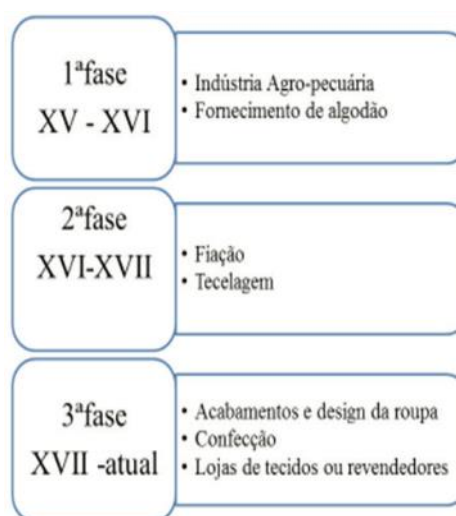 1ªfase
XV - XVI
• Indústria Agro-pecuária
• Fornecimento de algodão
2ªfase
XVI-XVII
• Fiação
• Tecelagem
3ªfase
XVII -atual
• Acabamentos e design da roupa
• Confecção
• Lojas de tecidos ou revendedores